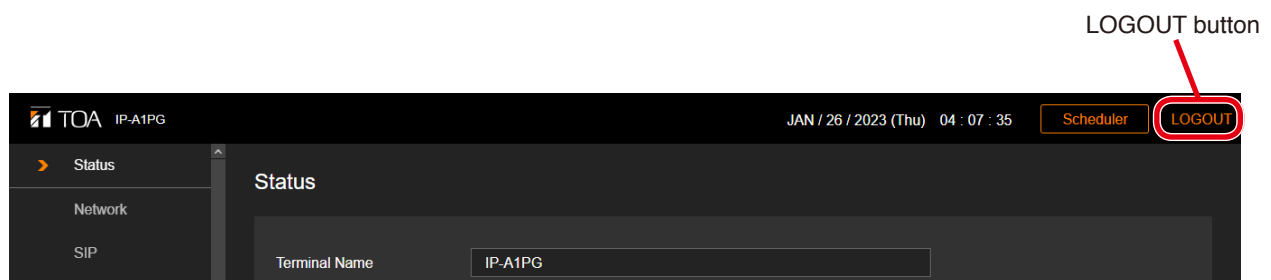 LOGOUT button
TOA IP-A1PG JAN / 26 / 2023 (Thu) 04 : 07 : 35 Scheduler LOGOUT
Status
Status
Network
SIP
Terminal Name IP-A1PG